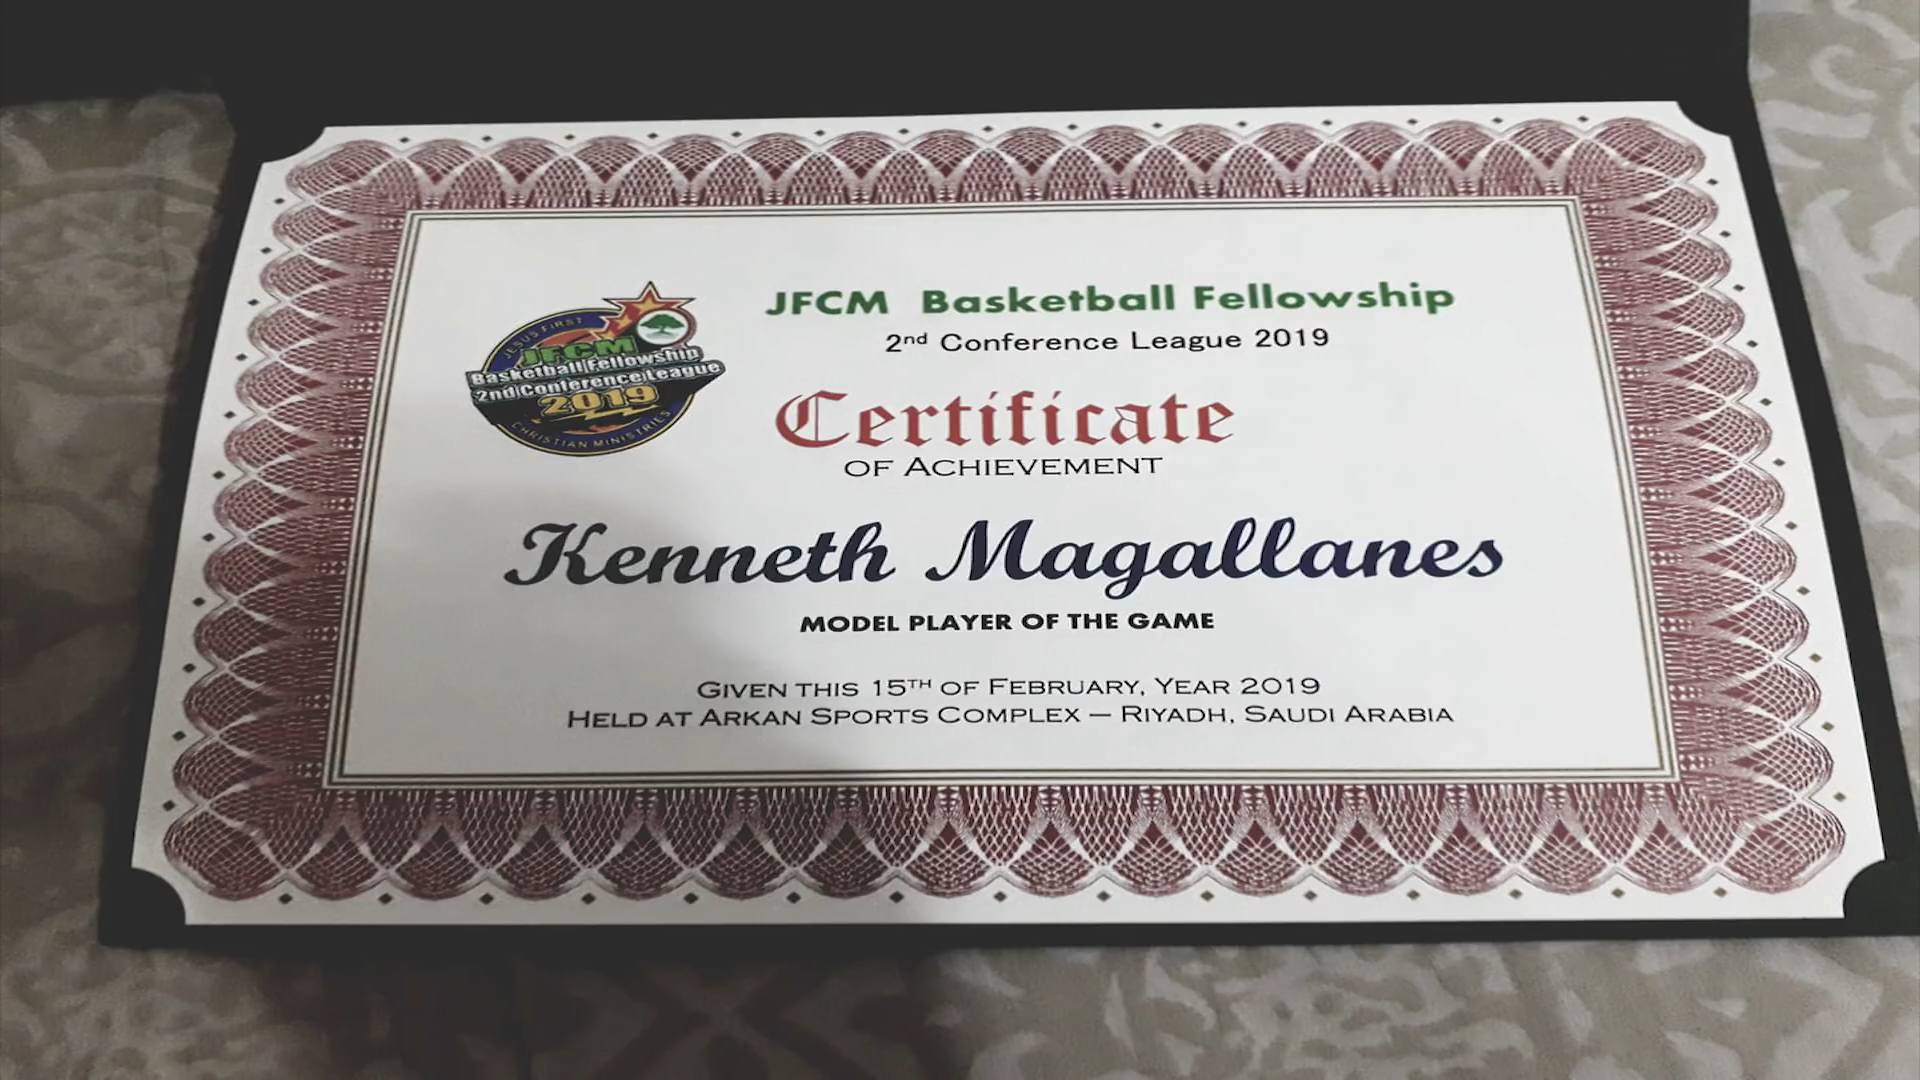 JESUS FIRST
JFCM
Basketball Fellowship
2nd Conference League
2019
CHRISTIAN MINISTRIES
JFCM Basketball Fellowship
2nd Conference League 2019
Certificate
OF ACHIEVEMENT
Kenneth Magallanes
MODEL PLAYER OF THE GAME
GIVEN THIS 15TH OF FEBRUARY, YEAR 2019
HELD AT ARKAN SPORTS COMPLEX – RIYADH, SAUDI ARABIA